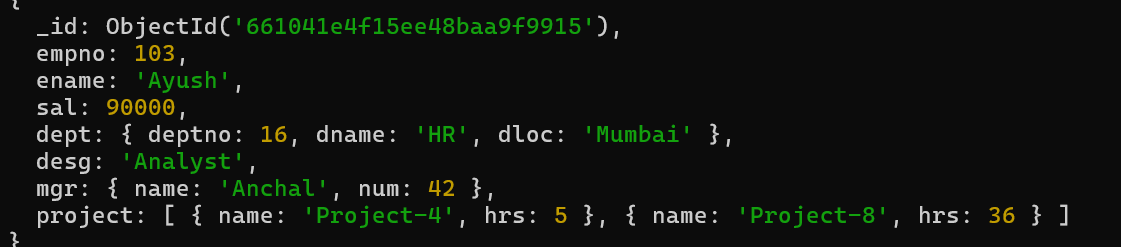 {
_id: ObjectId('661041e4f15ee48baa9f9915'),
empno: 103,
ename: 'Ayush',
sal: 90000,
dept: { deptno: 16, dname: 'HR', dloc: 'Mumbai' },
desg: 'Analyst',
mgr: { name: 'Anchal', num: 42 },
project: [ { name: 'Project-4', hrs: 5 }, { name: 'Project-8', hrs: 36 } ]
}